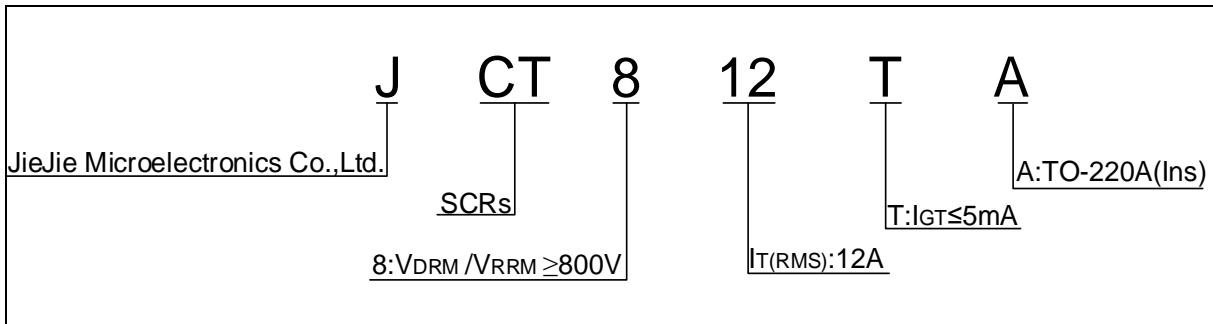 J CT 8 12 T A
JieJie Microelectronics Co.,Ltd.
A:TO-220A(Ins)
SCRs
T:IGT≤5mA
8:VDRM /VRRM ≥800V
IT(RMS):12A